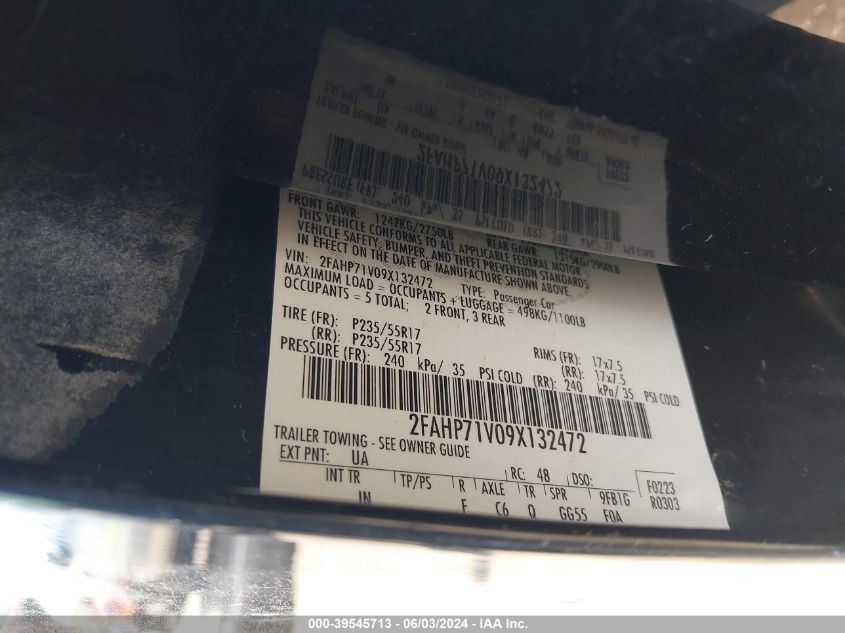 FRONT GAWR: 1247KG/2750LB REAR GAWR: 1315KG/2900LB
THIS VEHICLE CONFORMS TO ALL APPLICABLE FEDERAL MOTOR
VEHICLE SAFETY, BUMPER, AND THEFT PREVENTION STANDARDS
IN EFFECT ON THE DATE OF MANUFACTURE SHOWN ABOVE.
VIN: 2FAHP71V09X132472 TYPE: Passenger Car
MAXIMUM LOAD = OCCUPANTS + LUGGAGE = 498KG/1100LB
OCCUPANTS = 5 TOTAL; 2 FRONT, 3 REAR
TIRE (FR): P235/55R17 RIMS (FR): 17x7.5
(RR): P235/55R17 (RR): 17x7.5
PRESSURE (FR): 240 kPa/ 35 PSI COLD (RR): 240 kPa/ 35 PSI COLD
2FAHP71V09X132472
TRAILER TOWING - SEE OWNER GUIDE
EXT PNT: UA RC: 48 DSO: F0223
INT TR TP/PS R AXLE TR SPR 9FB1G R0303
IN F C6 Q GG55 FOA
000-39545713 - 06/03/2024 - IAA Inc.